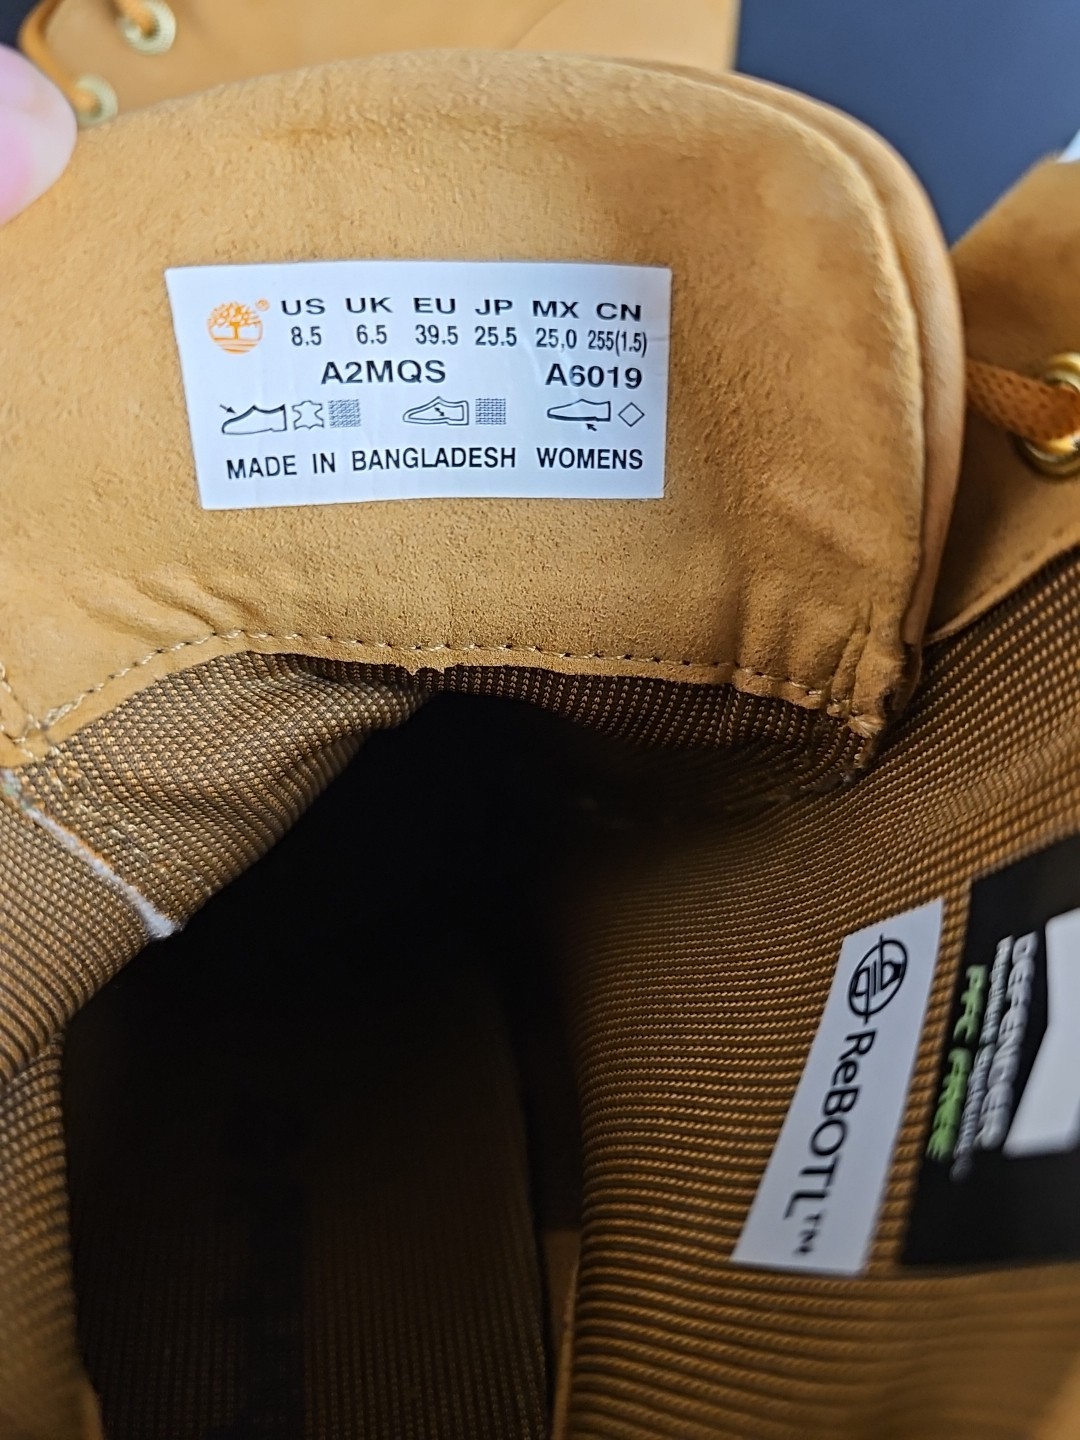 ® US UK EU JP MX CN
8.5 6.5 39.5 25.5 25,0 255(1.5)
A2MQS A6019
MADE IN BANGLADESH WOMENS
ReBOTL™
DEFENDER
PFC FREE